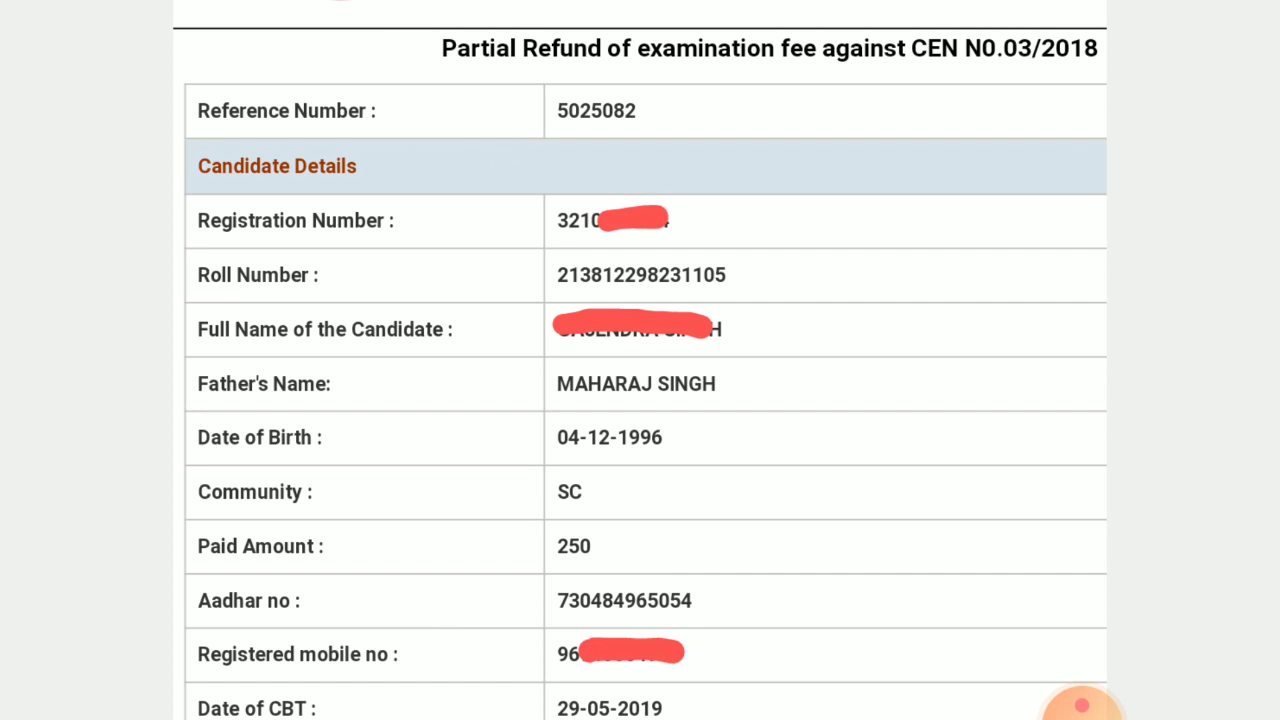 Partial Refund of examination fee against CEN N0.03/2018
Reference Number : 5025082
Candidate Details
Registration Number : 3210
Roll Number : 213812298231105
Full Name of the Candidate :
Father's Name: MAHARAJ SINGH
Date of Birth : 04-12-1996
Community : SC
Paid Amount : 250
Aadhar no : 730484965054
Registered mobile no : 96
Date of CBT : 29-05-2019